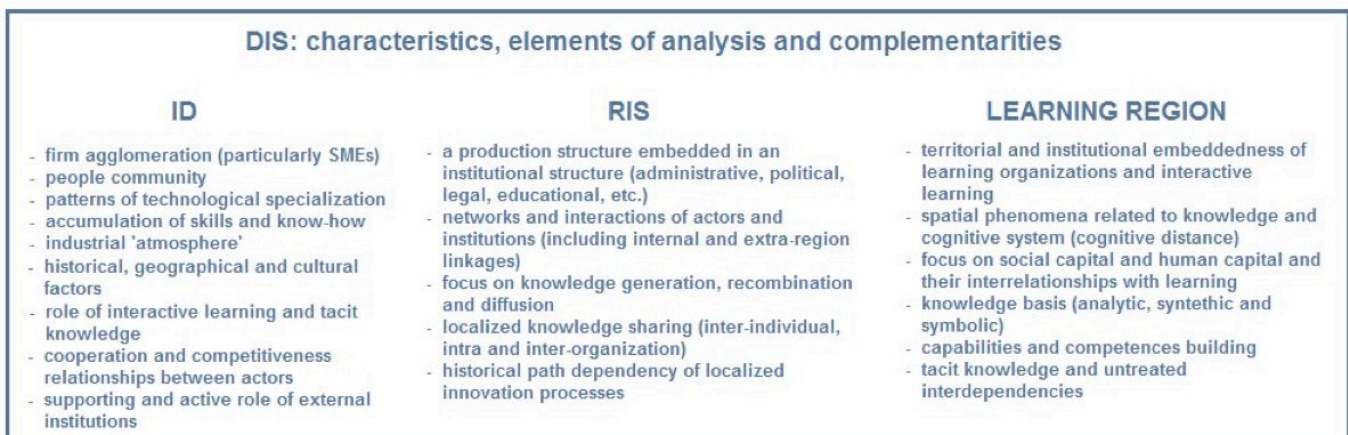 DIS: characteristics, elements of analysis and complementarities
ID
- firm agglomeration (particularly SMEs)
- people community
- patterns of technological specialization
- accumulation of skills and know-how
- industrial 'atmosphere'
- historical, geographical and cultural
factors
- role of interactive learning and tacit
knowledge
- cooperation and competitiveness
relationships between actors
- supporting and active role of external
institutions
RIS
- a production structure embedded in an
institutional structure (administrative, political,
legal, educational, etc.)
- networks and interactions of actors and
institutions (including internal and extra-region
linkages)
- focus on knowledge generation, recombination
and diffusion
- localized knowledge sharing (inter-individual,
intra and inter-organization)
- historical path dependency of localized
innovation processes
LEARNING REGION
- territorial and institutional embeddedness of
learning organizations and interactive
learning
- spatial phenomena related to knowledge and
cognitive system (cognitive distance)
- focus on social capital and human capital and
their interrelationships with learning
- knowledge basis (analytic, syntethic and
symbolic)
- capabilities and competences building
- tacit knowledge and untreated
interdependencies